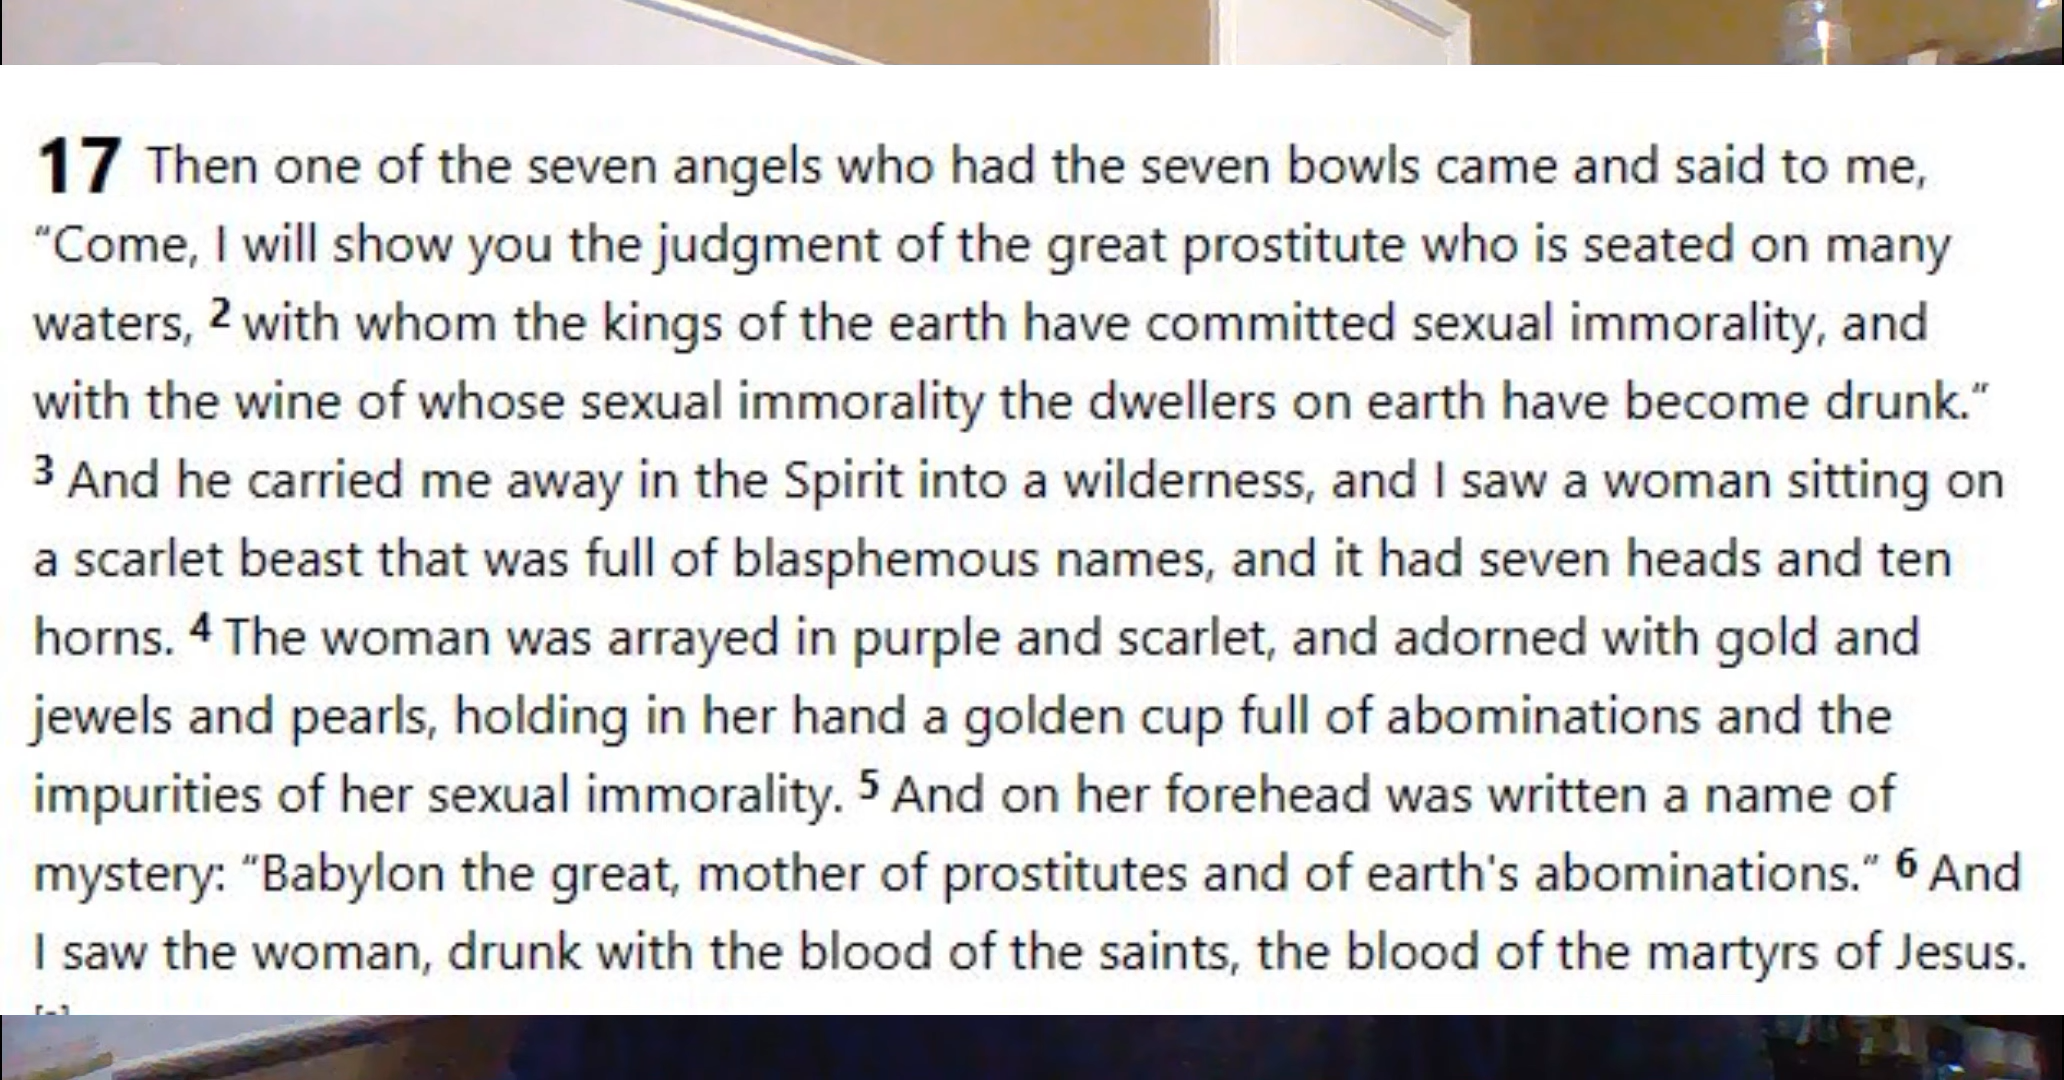 17 Then one of the seven angels who had the seven bowls came and said to me,
“Come, I will show you the judgment of the great prostitute who is seated on many
waters, 2 with whom the kings of the earth have committed sexual immorality, and
with the wine of whose sexual immorality the dwellers on earth have become drunk.”
3 And he carried me away in the Spirit into a wilderness, and I saw a woman sitting on
a scarlet beast that was full of blasphemous names, and it had seven heads and ten
horns. 4 The woman was arrayed in purple and scarlet, and adorned with gold and
jewels and pearls, holding in her hand a golden cup full of abominations and the
impurities of her sexual immorality. 5 And on her forehead was written a name of
mystery: “Babylon the great, mother of prostitutes and of earth's abominations.” 6 And
I saw the woman, drunk with the blood of the saints, the blood of the martyrs of Jesus.